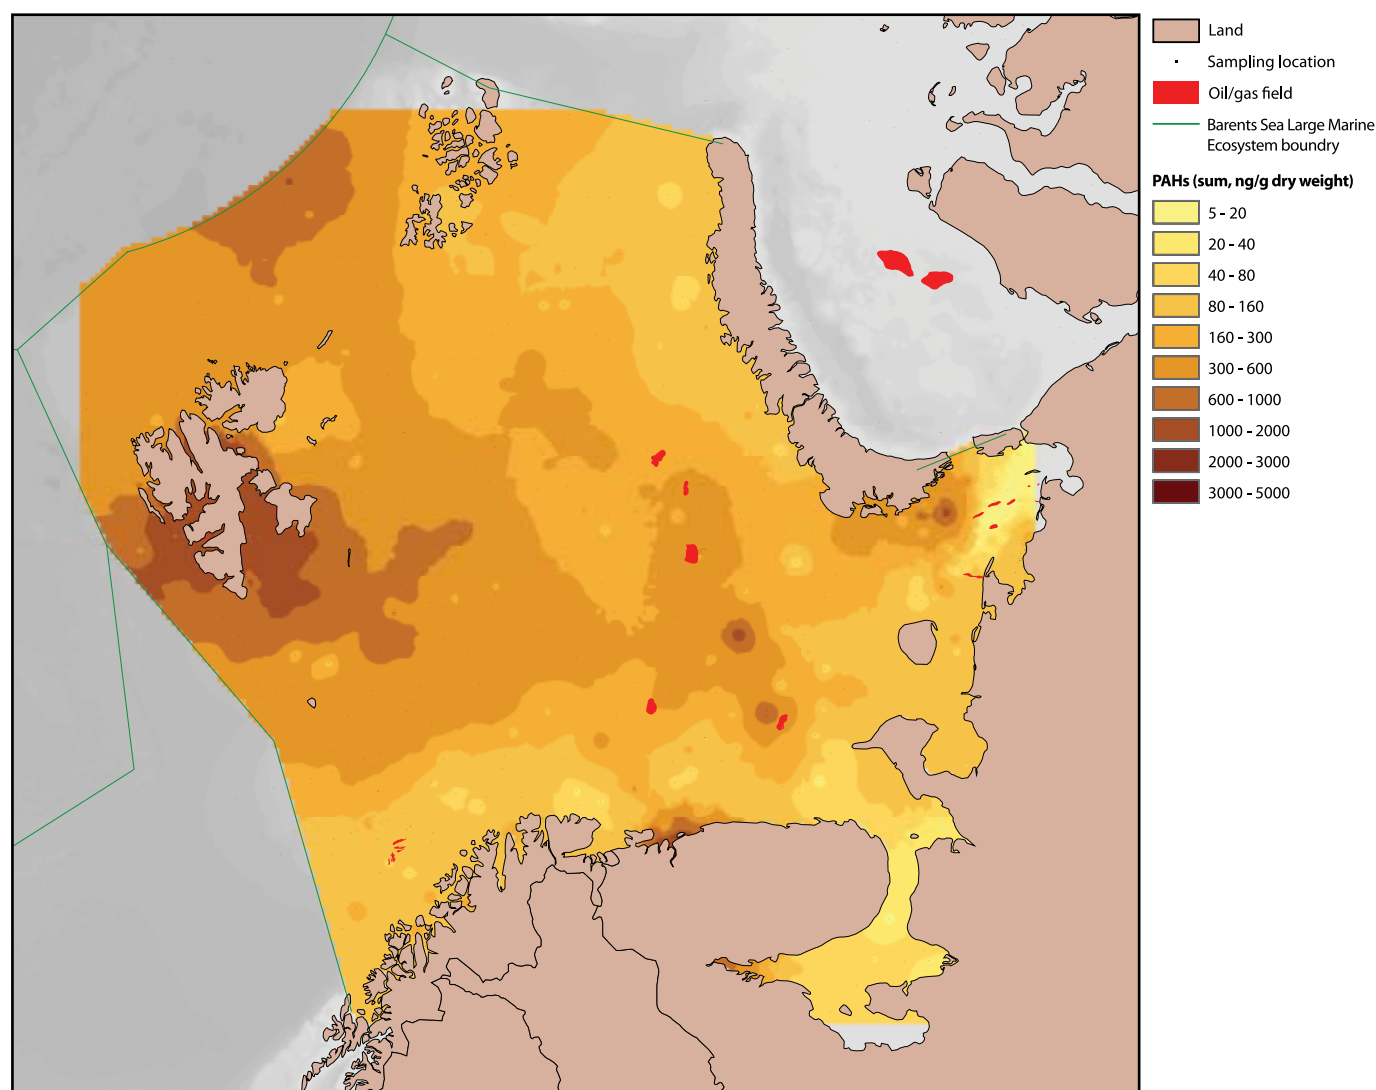 Land
Sampling location
Oil/gas field
Barents Sea Large Marine
Ecosystem boundry
PAHs (sum, ng/g dry weight)
5 - 20
20 - 40
40 - 80
80 - 160
160 - 300
300 - 600
600 - 1000
1000 - 2000
2000 - 3000
3000 - 5000